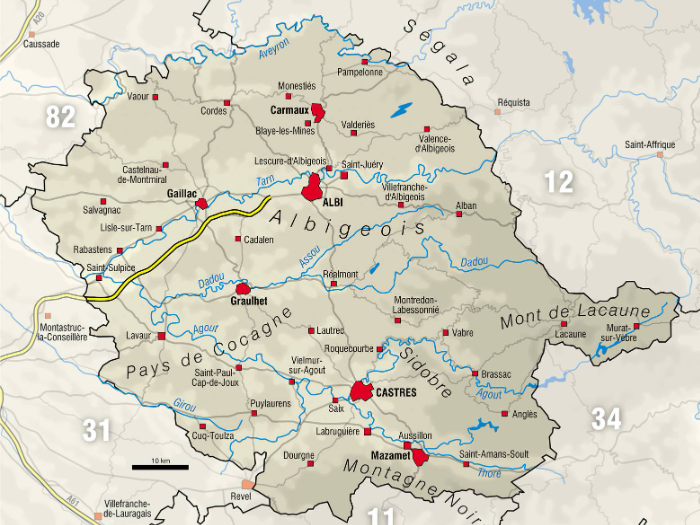 A20
Caussade
Aveyron
Ségala
Pampelonne
Monestiés
Vaour
Cordes
Carmaux
Réquista
82
Blaye-les-Mines
Valderiès
Valence-
d'Albigeois
Saint-Affrique
Lescure-d'Albigeois
Saint-Juéry
Castelnau-
de-Montmiral
12
Tarn
Gaillac
ALBI
Villefranche-
d'Albigeois
Salvagnac
Alban
Albigeois
Lisle-sur-Tarn
Cadalen
Rabastens
Assou
Saint-Sulpice
Dadou
Dadou
Réalmont
Graulhet
Montredon-
Labessonnié
Mont de Lacaune
Montastruc-
la-Conseillère
Agout
Lavaur
Pays de Cocagne
Lautrec
Vabre
Lacaune
Murat-
sur-Vèbre
Roquecourbe
Sidobre
Vielmur-
sur-Agout
Saint-Paul-
Cap-de-Joux
Brassac
Agout
CASTRES
Girou
Puylaurens
Saix
Anglès
34
31
Cuq-Toulza
Labruguière
Aussillon
Dourgne
Mazamet
Saint-Amans-Soult
10 km
Thore
Montagne Noir
Revel
A61
Villefranche-
de-Lauragais
11